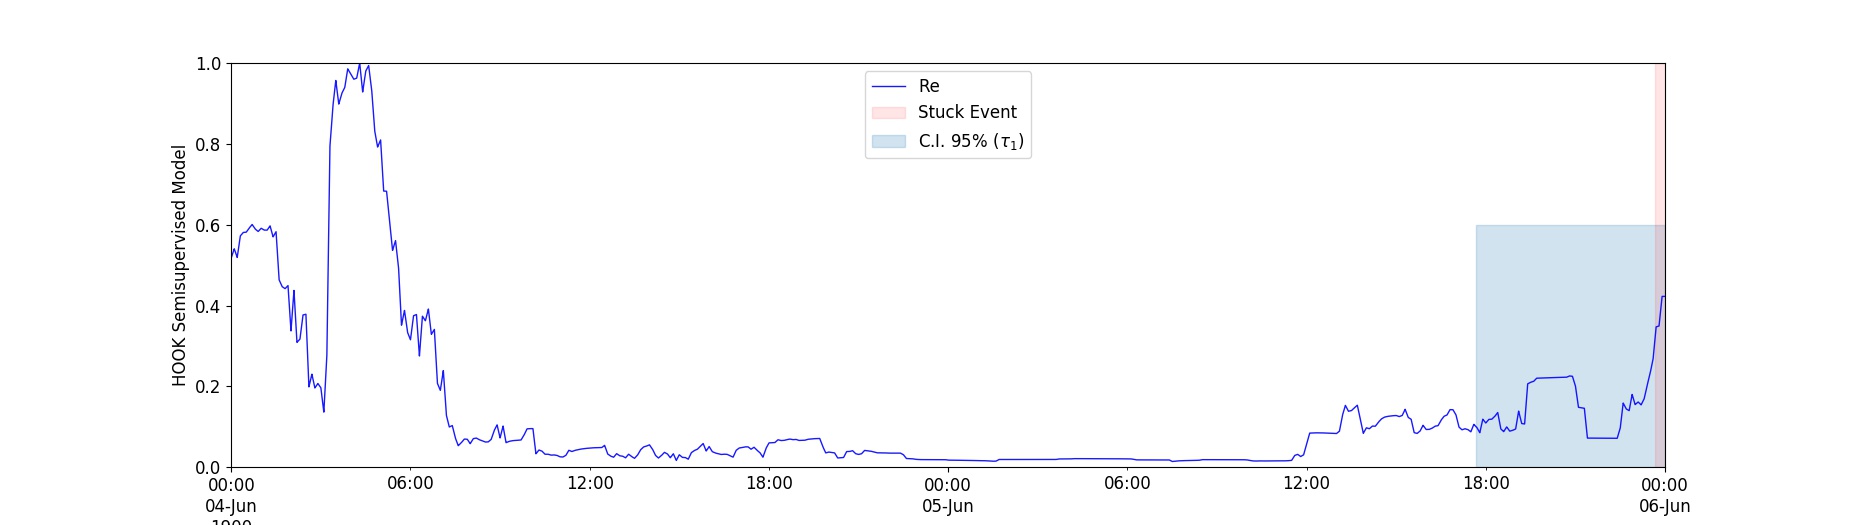 HOOK Semisupervised Model
1.0
0.8
0.6
0.4
0.2
0.0
Re
Stuck Event
C.I. 95% (τ₁)
00:00 06:00 12:00 18:00 00:00 06:00 12:00 18:00 00:00
04-Jun 05-Jun 06-Jun
1900